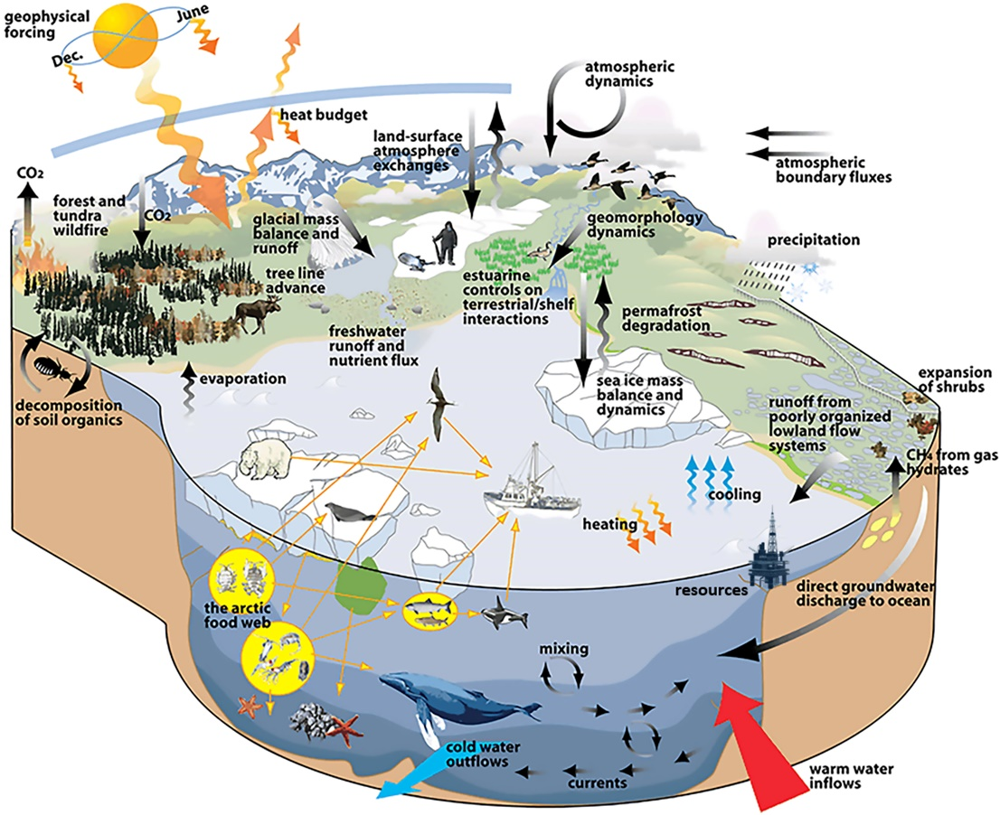 geophysical
forcing
June
Dec.
heat budget
atmospheric
dynamics
land-surface
atmosphere
exchanges
atmospheric
boundary fluxes
CO₂
forest and
tundra
wildfire
CO₂
glacial mass
balance and
runoff
geomorphology
dynamics
precipitation
tree line
advance
estuarine
controls on
terrestrial/shelf
interactions
permafrost
degradation
freshwater
runoff and
nutrient flux
evaporation
sea ice mass
balance and
dynamics
expansion
of shrubs
decomposition
of soil organics
runoff from
poorly organized
lowland flow
systems
CH₄ from gas
hydrates
cooling
heating
resources
direct groundwater
discharge to ocean
the arctic
food web
mixing
cold water
outflows
currents
warm water
inflows